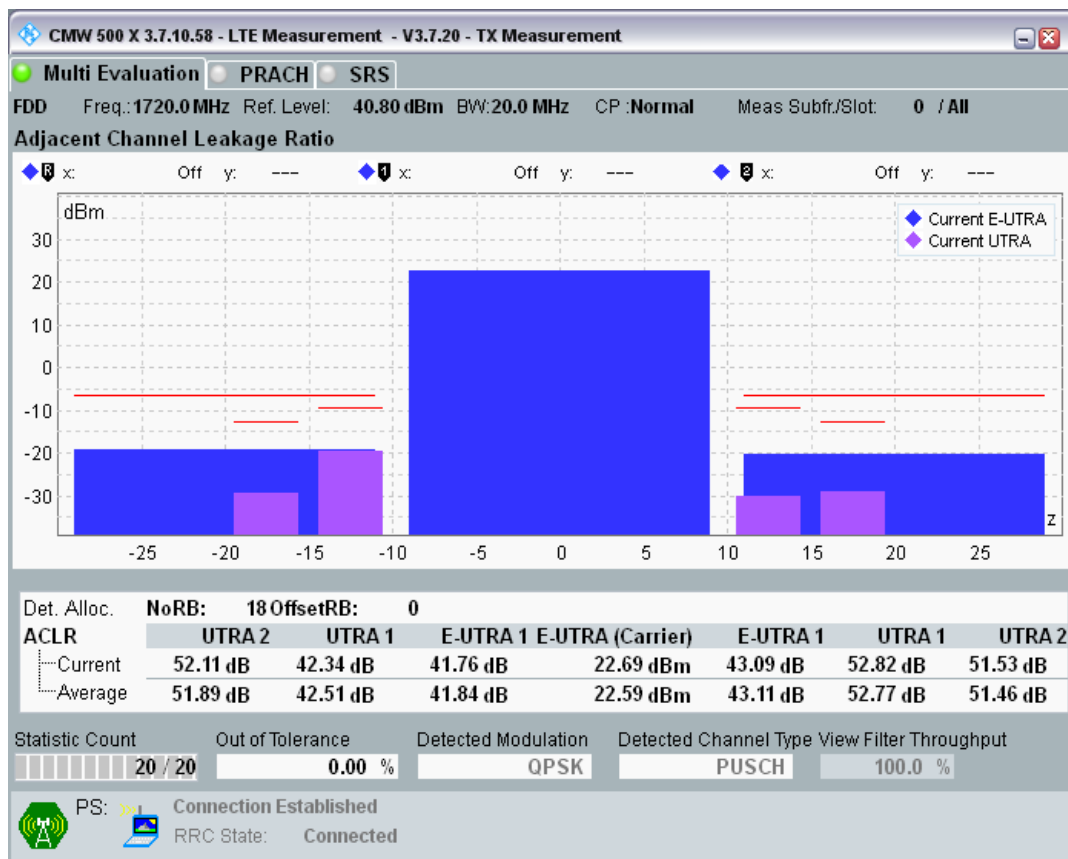 CMW 500 X 3.7.10.58 - LTE Measurement - V3.7.20 - TX Measurement
Multi Evaluation PRACH SRS
FDD Freq.:1720.0 MHz Ref. Level: 40.80 dBm BW:20.0 MHz CP :Normal Meas Subfr./Slot: 0 / All
Adjacent Channel Leakage Ratio
R x: Off y: --- 1 x: Off y: --- 2 x: Off y: ---
dBm
Current E-UTRA
Current UTRA
30
20
10
0
-10
-20
-30
z
-25 -20 -15 -10 -5 0 5 10 15 20 25
Det. Alloc. NoRB: 18 OffsetRB: 0
ACLR UTRA 2 UTRA 1 E-UTRA 1 E-UTRA (Carrier) E-UTRA 1 UTRA 1 UTRA 2
Current 52.11 dB 42.34 dB 41.76 dB 22.69 dBm 43.09 dB 52.82 dB 51.53 dB
Average 51.89 dB 42.51 dB 41.84 dB 22.59 dBm 43.11 dB 52.77 dB 51.46 dB
Statistic Count Out of Tolerance Detected Modulation Detected Channel Type View Filter Throughput
20 / 20 0.00 % QPSK PUSCH 100.0 %
PS: Connection Established
RRC State: Connected